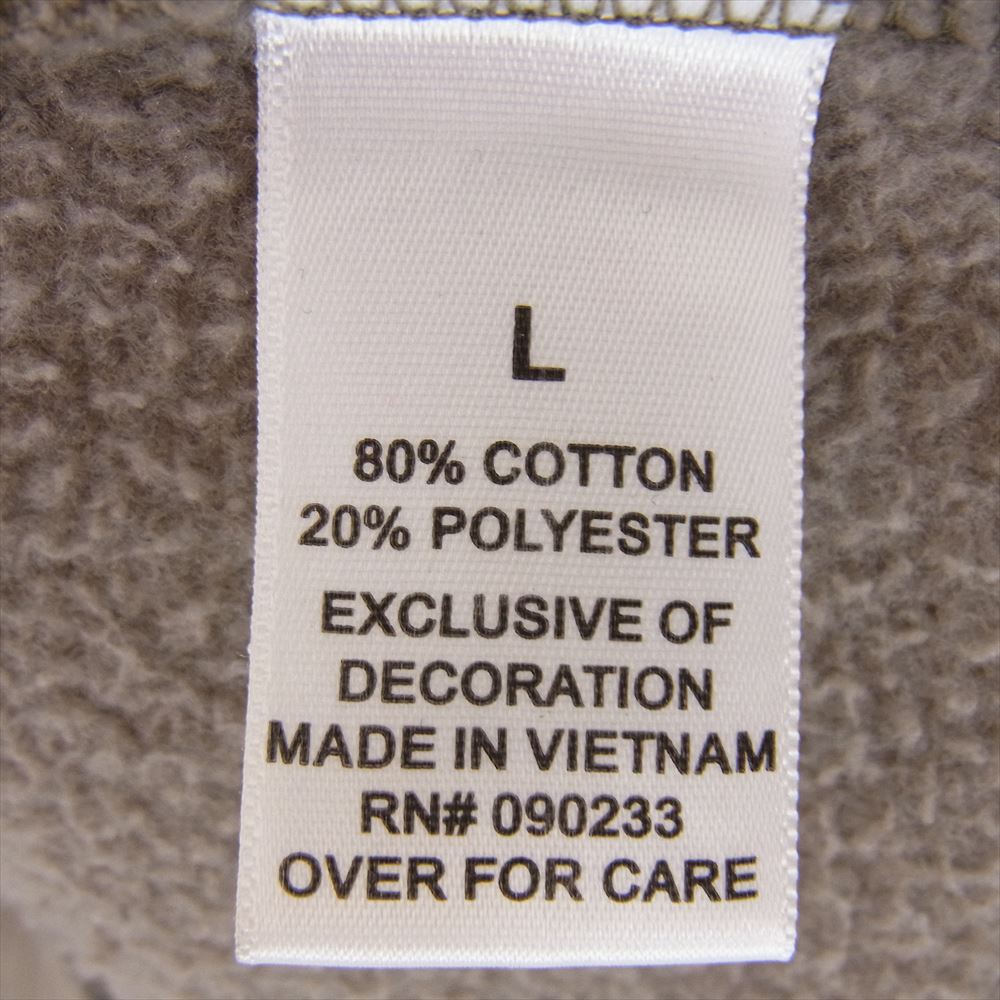 L
80% COTTON
20% POLYESTER
EXCLUSIVE OF
DECORATION
MADE IN VIETNAM
RN# 090233
OVER FOR CARE